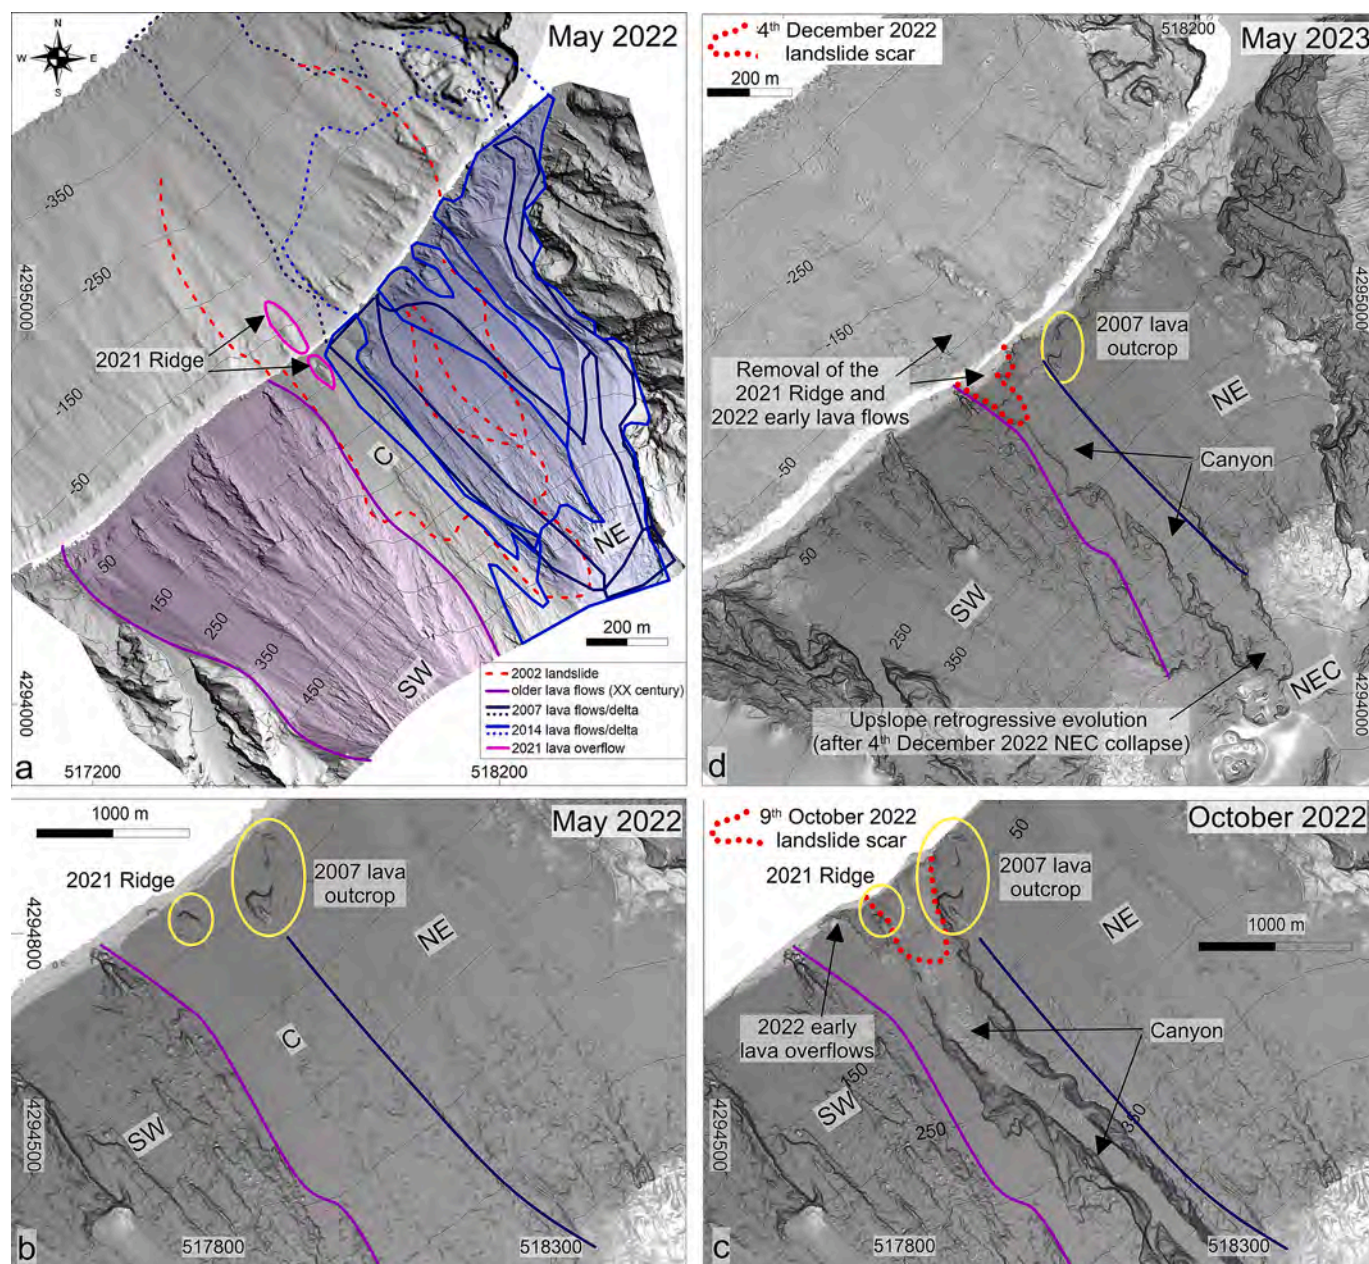 N
W
E
S
May 2022
-350
-250
-150
-50
4295000
4294000
2021 Ridge
C
NE
SW
50
150
250
350
450
200 m
2002 landslide
older lava flows (XX century)
2007 lava flows/delta
2014 lava flows/delta
2021 lava overflow
a
517200
518200
4th December 2022
landslide scar
200 m
518200
May 2023
-250
-150
-50
4295000
4294000
2007 lava
outcrop
Removal of the
2021 Ridge and
2022 early lava flows
NE
Canyon
50
SW
250
350
NEC
Upslope retrogressive evolution
(after 4th December 2022 NEC collapse)
d
1000 m
May 2022
2021 Ridge
2007 lava
outcrop
4294800
4294500
NE
C
SW
b
517800
518300
9th October 2022
landslide scar
October 2022
50
2021 Ridge
2007 lava
outcrop
NE
1000 m
2022 early
lava overflows
Canyon
4294800
4294500
SW
150
250
350
c
517800
518300